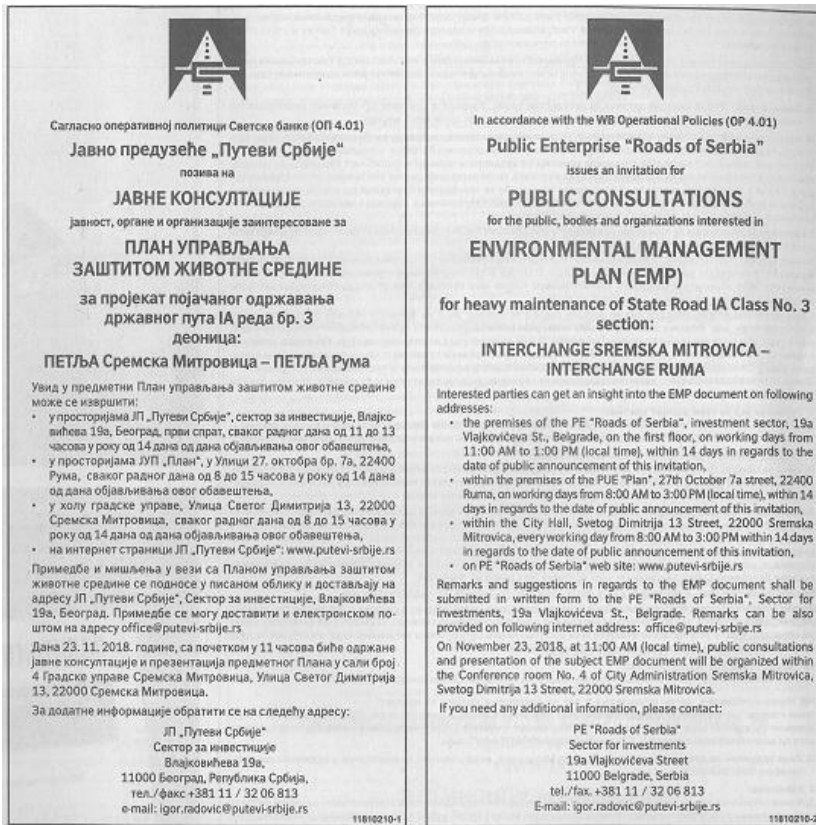 Сагласно оперативној политици Светске банке (ОП 4.01)
Јавно предузеће „Путеви Србије“
позива на
ЈАВНЕ КОНСУЛТАЦИЈЕ
јавност, органе и организације заинтересоване за
ПЛАН УПРАВЉАЊА
ЗАШТИТОМ ЖИВОТНЕ СРЕДИНЕ
за пројекат појачаног одржавања
државног пута IА реда бр. 3
деоница:
ПЕТЉА Сремска Митровица – ПЕТЉА Рума
Увид у предметни План управљања заштитом животне средине
може се извршити:
• у просторијама ЈП „Путеви Србије“, сектор за инвестиције, Влајко-
вићева 19а, Београд, први спрат, сваког радног дана од 11 до 13
часова у року од 14 дана од дана објављивања овог обавештења,
• у просторијама ЈУП „План“, у Улици 27. октобра бр. 7а, 22400
Рума, сваког радног дана од 8 до 15 часова у року од 14 дана
од дана објављивања овог обавештења,
• у холу градске управе, Улица Светог Димитрија 13, 22000
Сремска Митровица, сваког радног дана од 8 до 15 часова у
року од 14 дана од дана објављивања овог обавештења,
• на интернет страници ЈП „Путеви Србије“: www.putevi-srbije.rs
Примедбе и мишљења у вези са Планом управљања заштитом
животне средине се подносе у писаном облику и достављају на
адресу ЈП „Путеви Србије“, Сектор за инвестиције, Влајковићева
19а, Београд. Примедбе се могу доставити и електронском по-
штом на адресу office@putevi-srbije.rs
Дана 23. 11. 2018. године, са почетком у 11 часова биће одржане
јавне консултације и презентација предметног Плана у сали број
4 Градске управе Сремска Митровица, Улица Светог Димитрија
13, 22000 Сремска Митровица.
За додатне информације обратити се на следећу адресу:
ЈП „Путеви Србије“
Сектор за инвестиције
Влајковићева 19а,
11000 Београд, Република Србија,
тел./факс +381 11 / 32 06 813
e-mail: igor.radovic@putevi-srbije.rs
11810210-1
In accordance with the WB Operational Policies (OP 4.01)
Public Enterprise “Roads of Serbia”
issues an invitation for
PUBLIC CONSULTATIONS
for the public, bodies and organizations interested in
ENVIRONMENTAL MANAGEMENT
PLAN (EMP)
for heavy maintenance of State Road IA Class No. 3
section:
INTERCHANGE SREMSKA MITROVICA –
INTERCHANGE RUMA
Interested parties can get an insight into the EMP document on following
addresses:
• the premises of the PE "Roads of Serbia", investment sector, 19a
Vlajkovićeva St., Belgrade, on the first floor, on working days from
11:00 AM to 1:00 PM (local time), within 14 days in regards to the
date of public announcement of this invitation,
• within the premises of the PUE "Plan", 27th October 7a street, 22400
Ruma, on working days from 8:00 AM to 3:00 PM (local time), within 14
days in regards to the date of public announcement of this invitation,
• within the City Hall, Svetog Dimitrija 13 Street, 22000 Sremska
Mitrovica, every working day from 8:00 AM to 3:00 PM within 14 days
in regards to the date of public announcement of this invitation,
• on PE "Roads of Serbia" web site: www.putevi-srbije.rs
Remarks and suggestions in regards to the EMP document shall be
submitted in written form to the PE "Roads of Serbia", Sector for
investments, 19a Vlajkovićeva St., Belgrade. Remarks can be also
provided on following internet address: office@putevi-srbije.rs
On November 23, 2018, at 11:00 AM (local time), public consultations
and presentation of the subject EMP document will be organized within
the Conference room No. 4 of City Administration Sremska Mitrovica,
Svetog Dimitrija 13 Street, 22000 Sremska Mitrovica.
If you need any additional information, please contact:
PE "Roads of Serbia"
Sector for investments
19a Vlajkovićeva Street
11000 Belgrade, Serbia
tel./fax. +381 11 / 32 06 813
E-mail: igor.radovic@putevi-srbije.rs
11810210-2